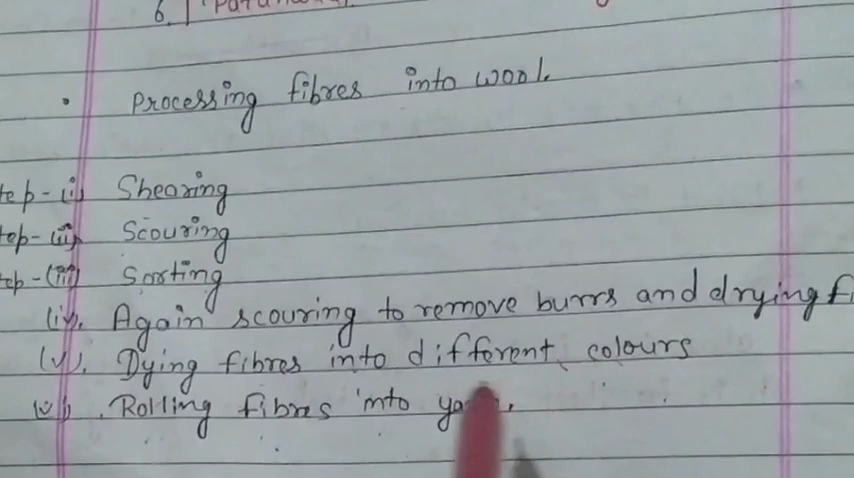 6.
Processing fibres into wool.
tep-(i) Shearing
tep-(ii) Scouring
tep-(iii) Sorting
(iv). Again scouring to remove burrs and drying
(v). Dying fibres into different colours
(vi). Rolling fibres into